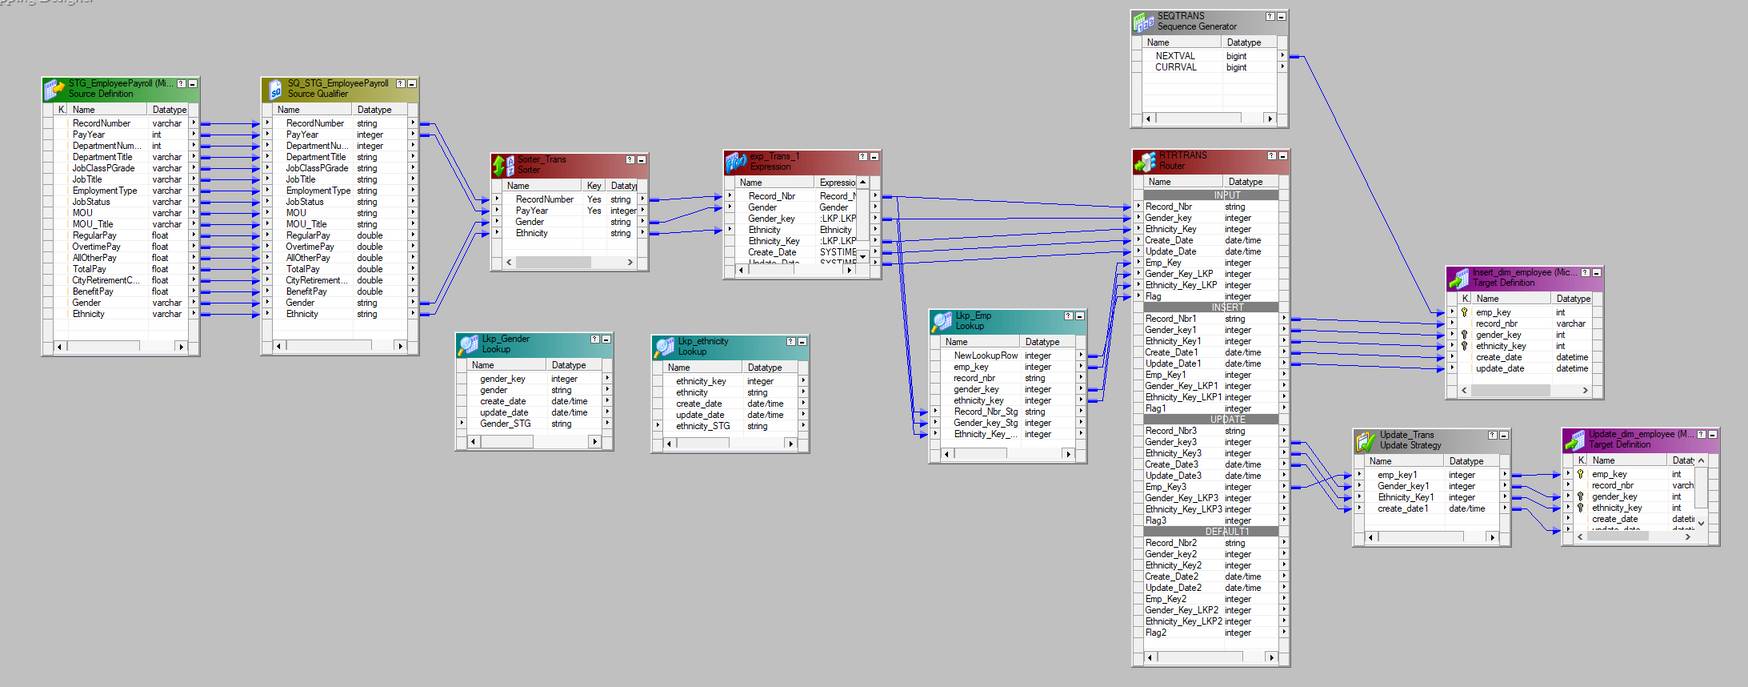 STG_EmployeePayroll (Mi...
Source Definition
K. Name Datatype
RecordNumber varchar
PayYear int
DepartmentNum... int
DepartmentTitle varchar
JobClassPGrade varchar
JobTitle varchar
EmploymentType varchar
JobStatus varchar
MOU varchar
MOU_Title varchar
RegularPay float
OvertimePay float
AllOtherPay float
TotalPay float
CityRetirementC... float
BenefitPay float
Gender varchar
Ethnicity varchar
SQ_STG_EmployeePayroll
Source Qualifier
Name Datatype
RecordNumber string
PayYear integer
DepartmentNu... integer
DepartmentTitle string
JobClassPGrade string
JobTitle string
EmploymentType string
JobStatus string
MOU string
MOU_Title string
RegularPay double
OvertimePay double
AllOtherPay double
TotalPay double
CityRetirement... double
BenefitPay double
Gender string
Ethnicity string
Sorter_Trans
Sorter
Name Key Dataty
RecordNumber Yes string
PayYear Yes integer
Gender string
Ethnicity string
Lkp_Gender
Lookup
Name Datatype
gender_key integer
gender string
create_date date/time
update_date date/time
Gender_STG string
Lkp_ethnicity
Lookup
Name Datatype
ethnicity_key integer
ethnicity string
create_date date/time
update_date date/time
ethnicity_STG string
exp_Trans_1
Expression
Name Expressio
Record_Nbr Record_N
Gender Gender
Gender_key :LKP.LKP
Ethnicity Ethnicity
Ethnicity_Key :LKP.LKP
Create_Date SYSTIME
Update_Date SYSTIME
Lkp_Emp
Lookup
Name Datatype
NewLookupRow integer
emp_key integer
record_nbr string
gender_key integer
ethnicity_key integer
Record_Nbr_Stg string
Gender_key_Stg integer
Ethnicity_Key_... integer
SEQTRANS
Sequence Generator
Name Datatype
NEXTVAL bigint
CURRVAL bigint
RTRTRANS
Router
Name Datatype
INPUT
Record_Nbr string
Gender_key integer
Ethnicity_Key integer
Create_Date date/time
Update_Date date/time
Emp_Key integer
Gender_Key_LKP integer
Ethnicity_Key_LKP integer
Flag integer
INSERT
Record_Nbr1 string
Gender_key1 integer
Ethnicity_Key1 integer
Create_Date1 date/time
Update_Date1 date/time
Emp_Key1 integer
Gender_Key_LKP1 integer
Ethnicity_Key_LKP1 integer
Flag1 integer
UPDATE
Record_Nbr3 string
Gender_key3 integer
Ethnicity_Key3 integer
Create_Date3 date/time
Update_Date3 date/time
Emp_Key3 integer
Gender_Key_LKP3 integer
Ethnicity_Key_LKP3 integer
Flag3 integer
DEFAULT1
Record_Nbr2 string
Gender_key2 integer
Ethnicity_Key2 integer
Create_Date2 date/time
Update_Date2 date/time
Emp_Key2 integer
Gender_Key_LKP2 integer
Ethnicity_Key_LKP2 integer
Flag2 integer
Insert_dim_employee (Mic...
Target Definition
K. Name Datatype
emp_key int
record_nbr varchar
gender_key int
ethnicity_key int
create_date datetime
update_date datetime
Update_Trans
Update Strategy
Name Datatype
emp_key1 integer
Gender_key1 integer
Ethnicity_Key1 integer
create_date1 date/time
Update_dim_employee (M...
Target Definition
K. Name Datat
emp_key int
record_nbr varch
gender_key int
ethnicity_key int
create_date dateti
update_date dateti